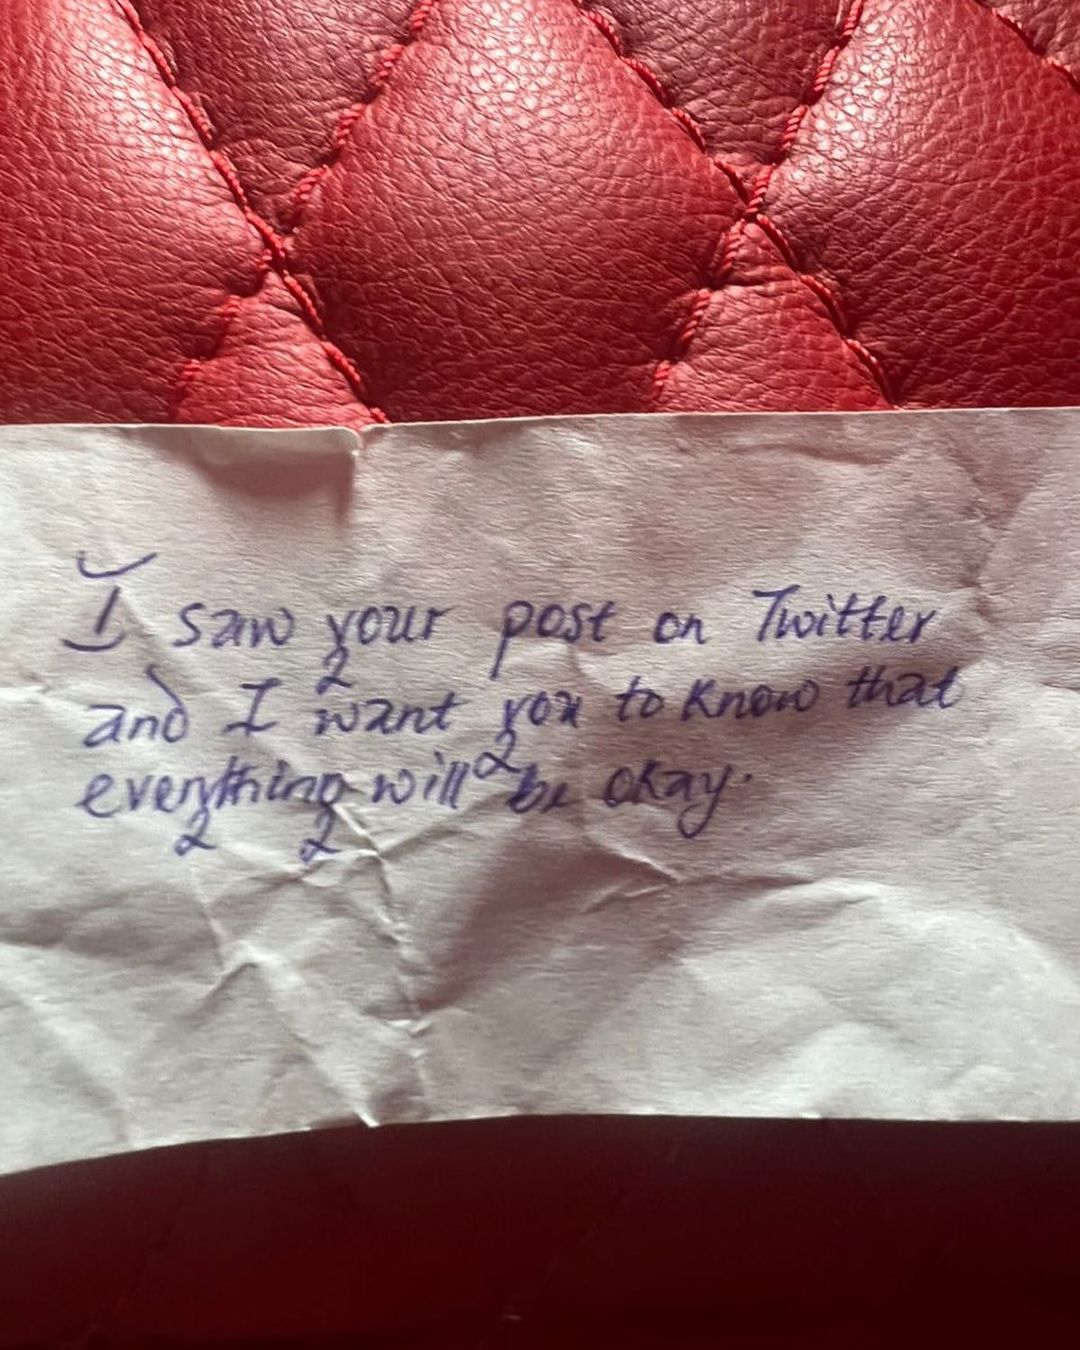 I saw your post on Twitter
and I want you to know that
everything will be okay.